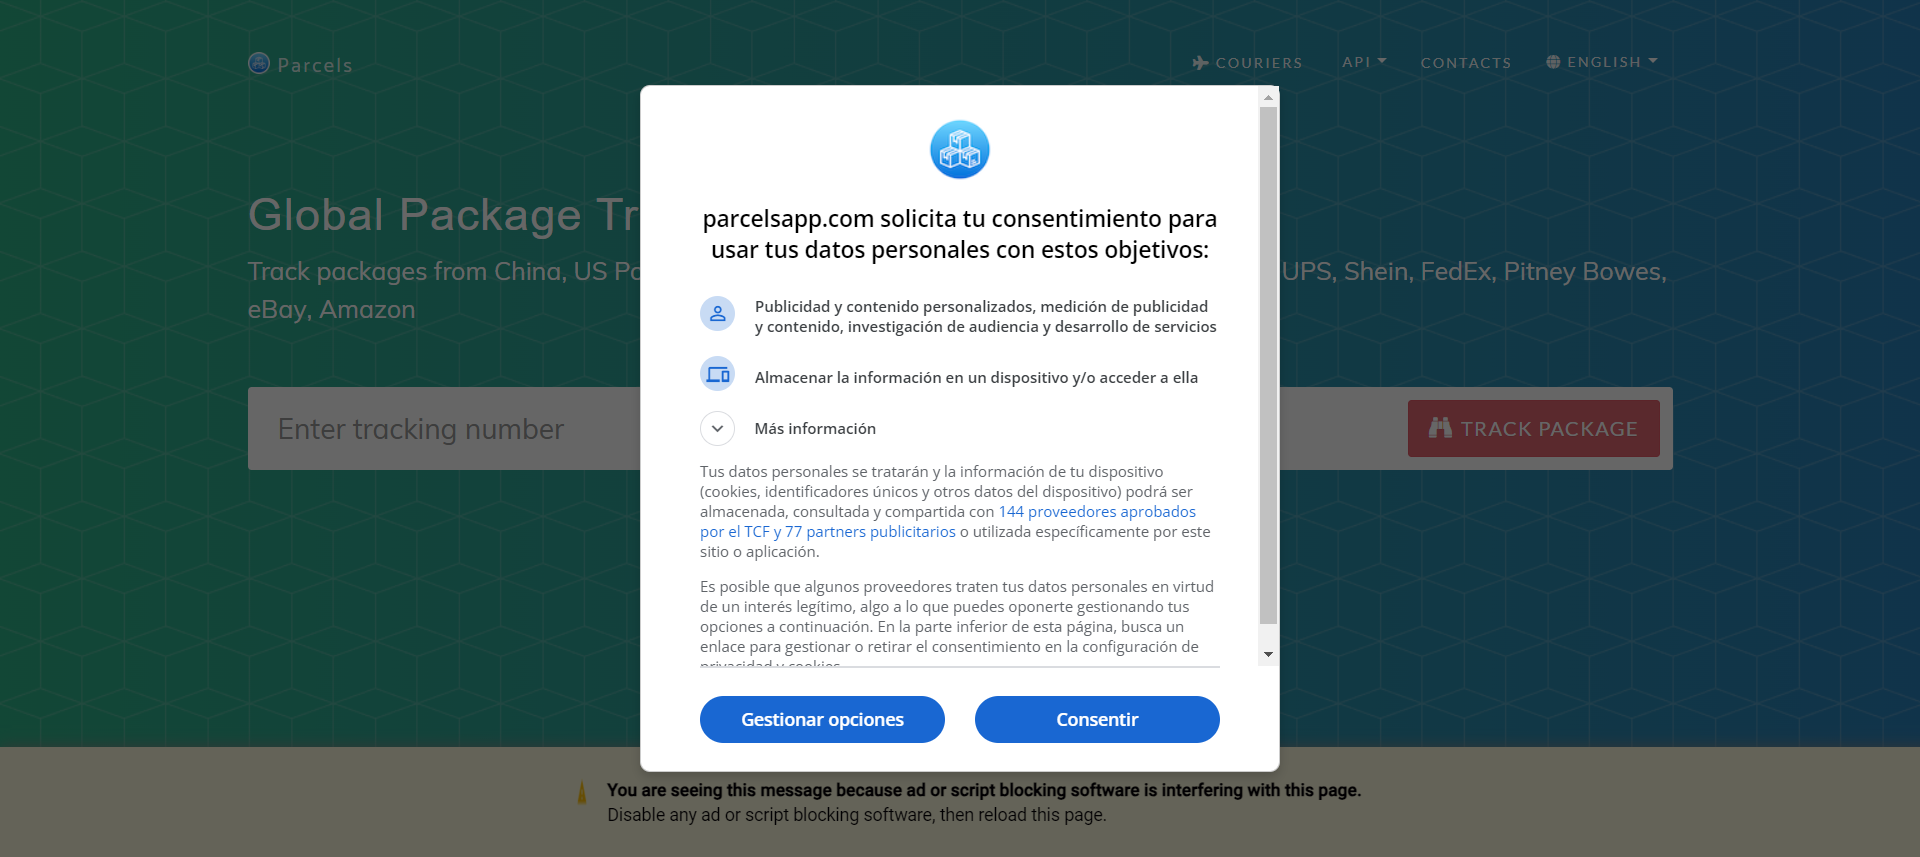 Parcels
COURIERS
API
CONTACTS
ENGLISH
Global Package Tr
Track packages from China, US Po
UPS, Shein, FedEx, Pitney Bowes,
eBay, Amazon
Enter tracking number
TRACK PACKAGE
parcelsapp.com solicita tu consentimiento para
usar tus datos personales con estos objetivos:
Publicidad y contenido personalizados, medición de publicidad
y contenido, investigación de audiencia y desarrollo de servicios
Almacenar la información en un dispositivo y/o acceder a ella
Más información
Tus datos personales se tratarán y la información de tu dispositivo
(cookies, identificadores únicos y otros datos del dispositivo) podrá ser
almacenada, consultada y compartida con 144 proveedores aprobados
por el TCF y 77 partners publicitarios o utilizada específicamente por este
sitio o aplicación.
Es posible que algunos proveedores traten tus datos personales en virtud
de un interés legítimo, algo a lo que puedes oponerte gestionando tus
opciones a continuación. En la parte inferior de esta página, busca un
enlace para gestionar o retirar el consentimiento en la configuración de
privacidad y cookies.
Gestionar opciones
Consentir
You are seeing this message because ad or script blocking software is interfering with this page.
Disable any ad or script blocking software, then reload this page.